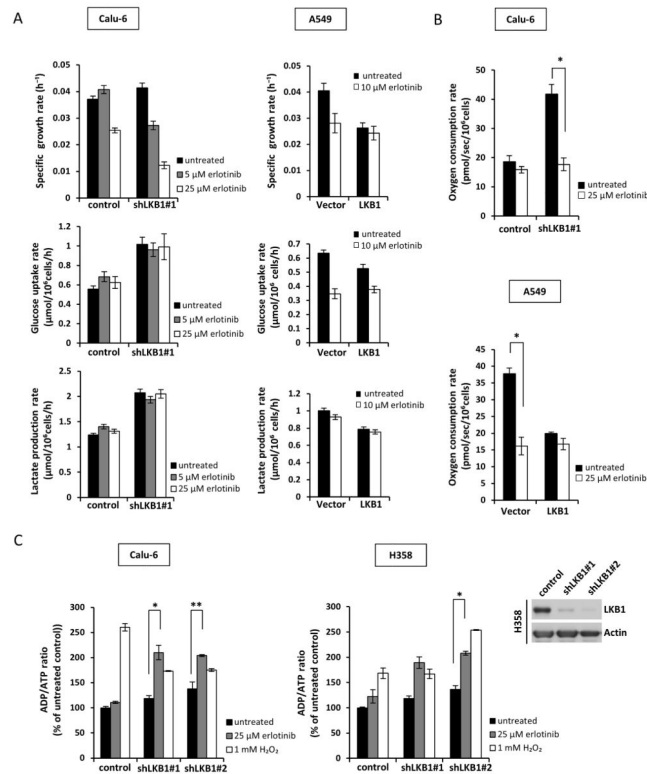 A
Calu-6
A549
B
Calu-6
Specific growth rate (h⁻¹)
0.05
0.04
0.03
0.02
0.01
0
untreated
5 µM erlotinib
25 µM erlotinib
control shLKB1#1
Specific growth rate (h⁻¹)
0.05
0.04
0.03
0.02
0.01
0
untreated
10 µM erlotinib
Vector LKB1
Oxygen consumption rate
(pmol/sec/10⁶cells)
50
40
30
20
10
0
*
untreated
25 µM erlotinib
control shLKB1#1
Glucose uptake rate
(µmol/10⁶cells/h)
1.2
1
0.8
0.6
0.4
0.2
0
untreated
5 µM erlotinib
25 µM erlotinib
control shLKB1#1
Glucose uptake rate
(µmol/10⁶ cells/h)
0.7
0.6
0.5
0.4
0.3
0.2
0.1
0
untreated
10 µM erlotinib
Vector LKB1
A549
Oxygen consumption rate
(pmol/sec/10⁶cells)
45
40
35
30
25
20
15
10
5
0
*
untreated
25 µM erlotinib
Vector LKB1
Lactate production rate
(µmol/10⁶cells/h)
2.5
2
1.5
1
0.5
0
untreated
5 µM erlotinib
25 µM erlotinib
control shLKB1#1
Lactate production rate
(µmol/10⁶ cells/h)
1.2
1
0.8
0.6
0.4
0.2
0
untreated
10 µM erlotinib
Vector LKB1
C
Calu-6
ADP/ATP ratio
(% of untreated control))
300
250
200
150
100
50
0
*
**
untreated
25 µM erlotinib
1 mM H₂O₂
control shLKB1#1 shLKB1#2
H358
ADP/ATP ratio
(% of untreated control))
300
250
200
150
100
50
0
*
untreated
25 µM erlotinib
1 mM H₂O₂
control shLKB1#1 shLKB1#2
control
shLKB1#1
shLKB1#2
H358
LKB1
Actin